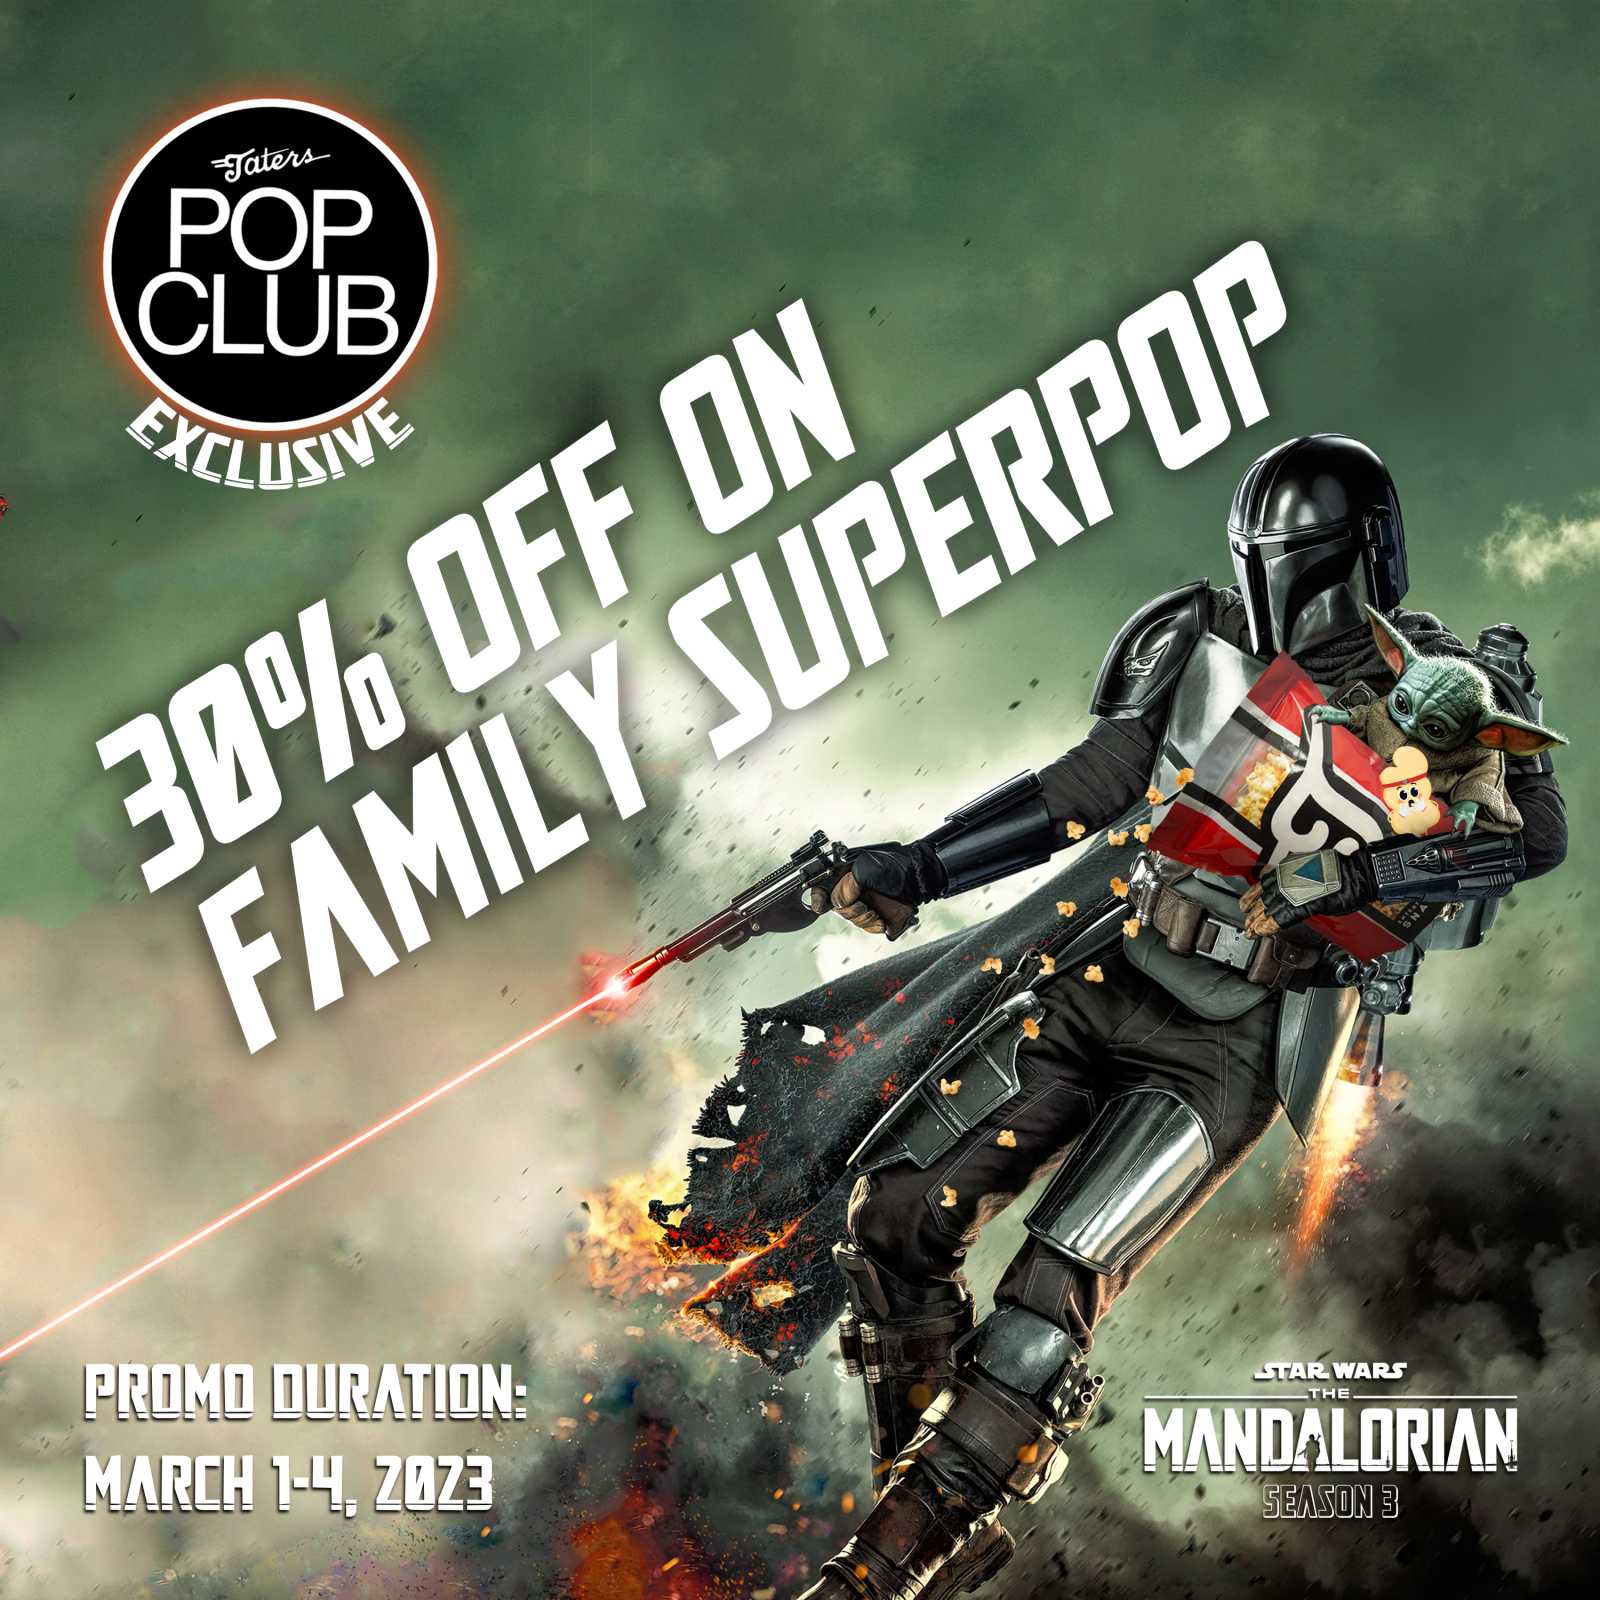 Taters
POP
CLUB
EXCLUSIVE
30% OFF ON
FAMILY SUPERPOP
PROMO DURATION:
MARCH 1-4, 2023
STAR WARS
THE
MANDALORIAN
SEASON 3